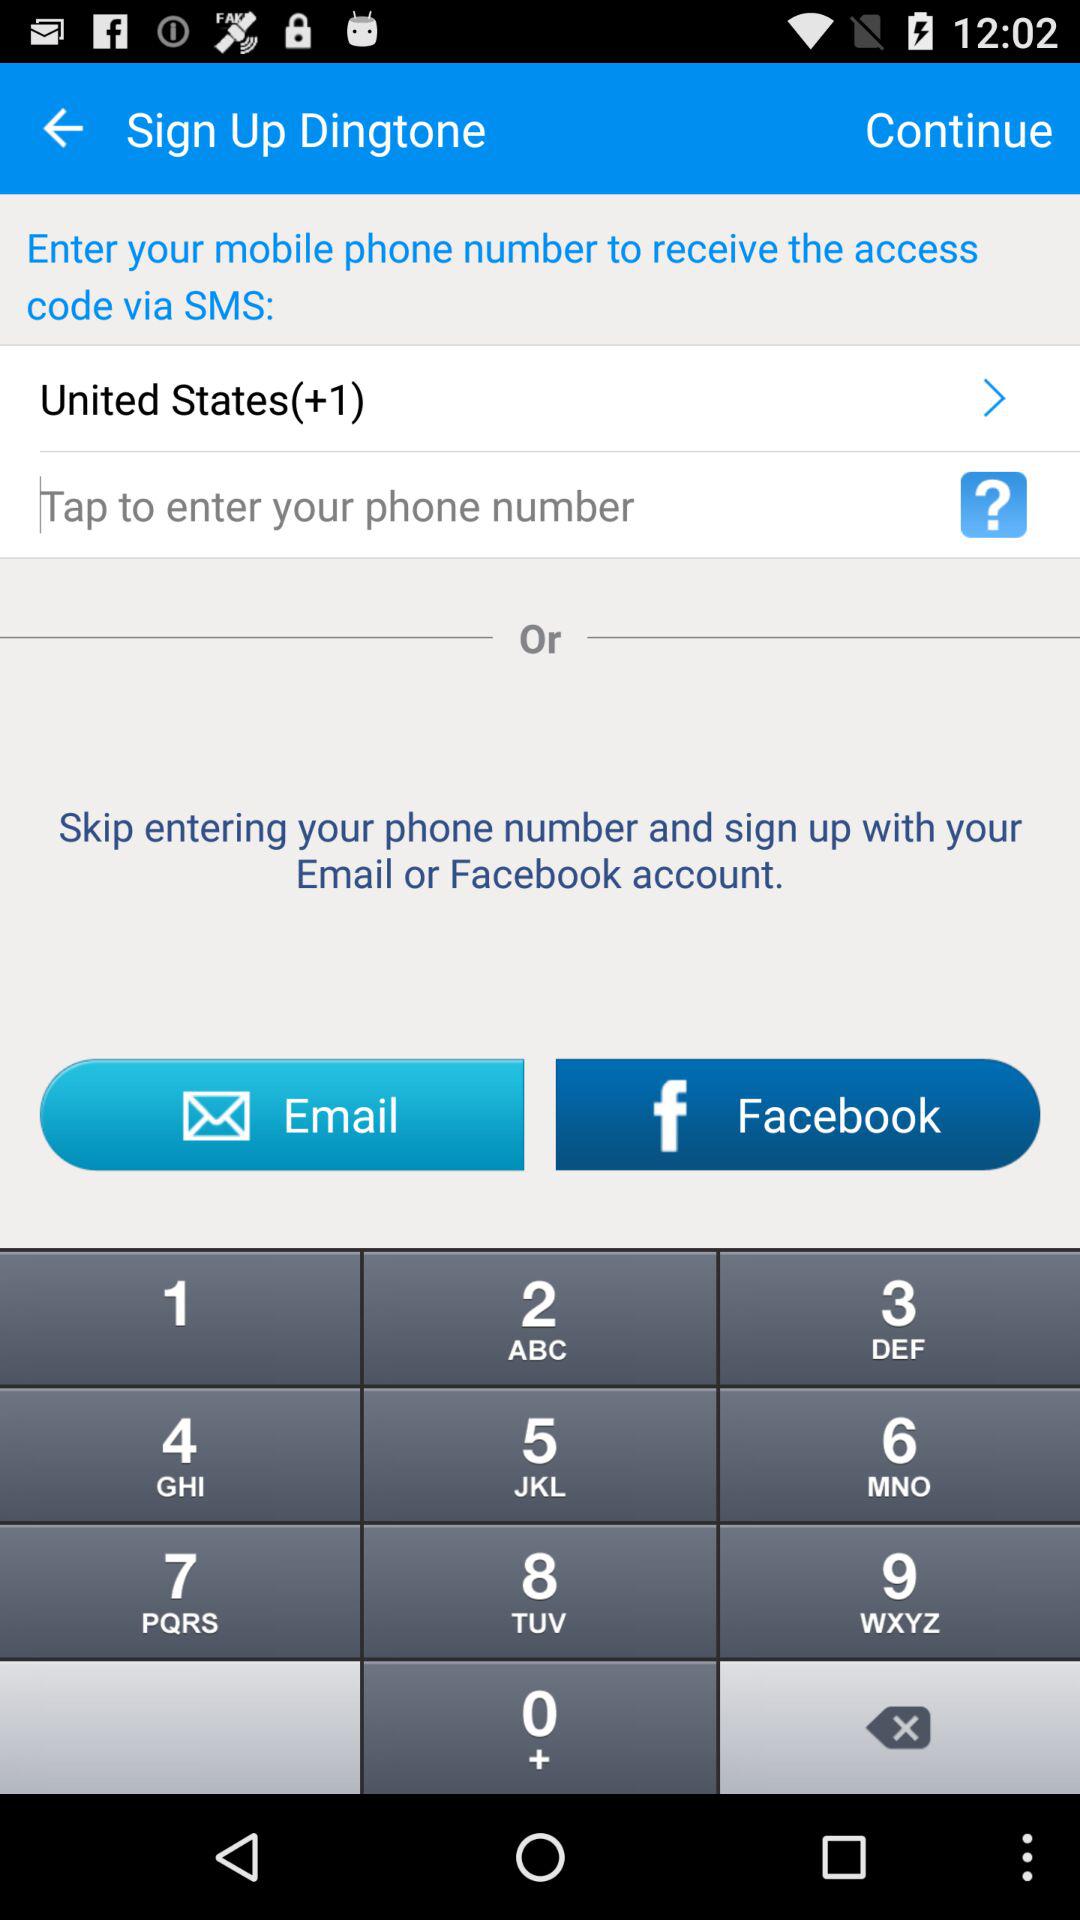 FAKE
12:02
Sign Up Dingtone
Continue
Enter your mobile phone number to receive the access
code via SMS:
United States(+1)
Tap to enter your phone number
?
Or
Skip entering your phone number and sign up with your
Email or Facebook account.
Email
Facebook
1
2
3
ABC
DEF
4
5
6
GHI
JKL
MNO
7
8
9
PQRS
TUV
WXYZ
0
+